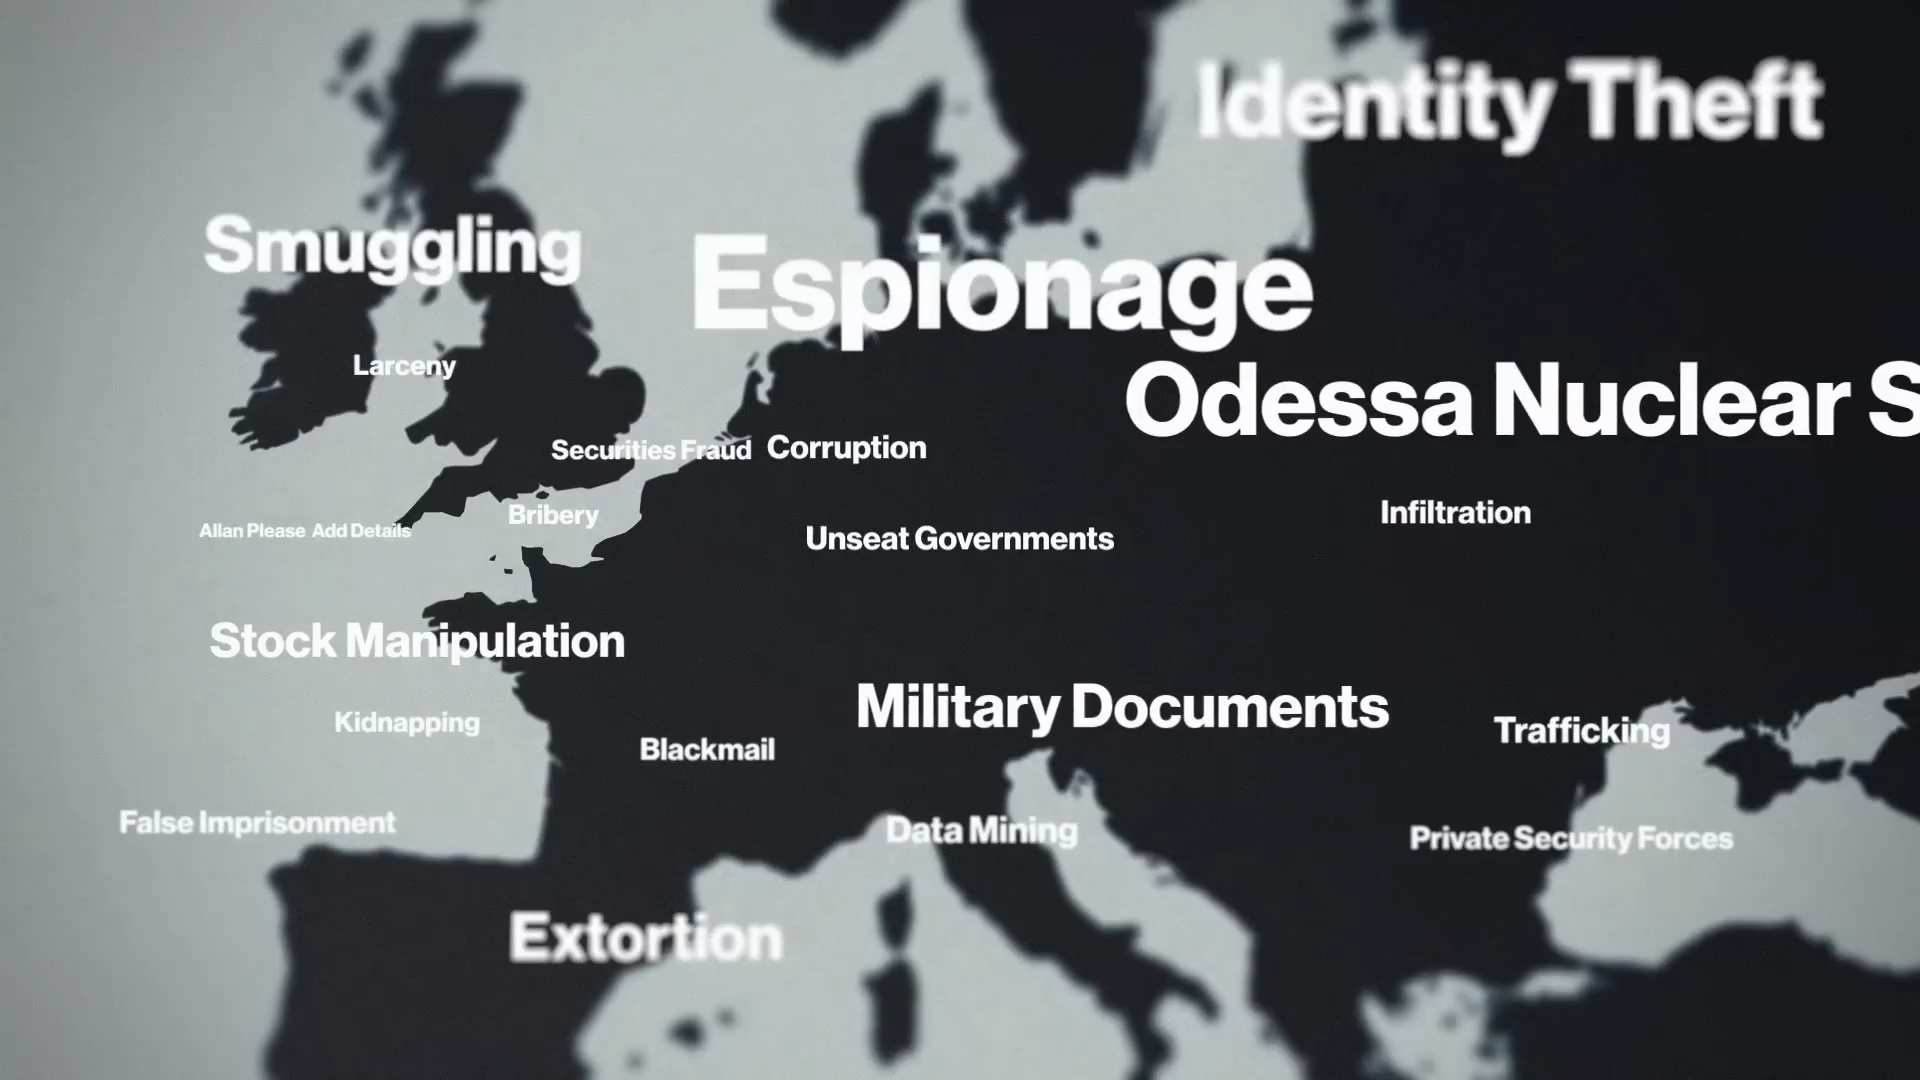 Identity Theft
Smuggling
Espionage
Larceny
Odessa Nuclear S
Securities Fraud
Corruption
Infiltration
Allan Please Add Details
Bribery
Unseat Governments
Stock Manipulation
Military Documents
Kidnapping
Blackmail
Trafficking
False Imprisonment
Data Mining
Private Security Forces
Extortion